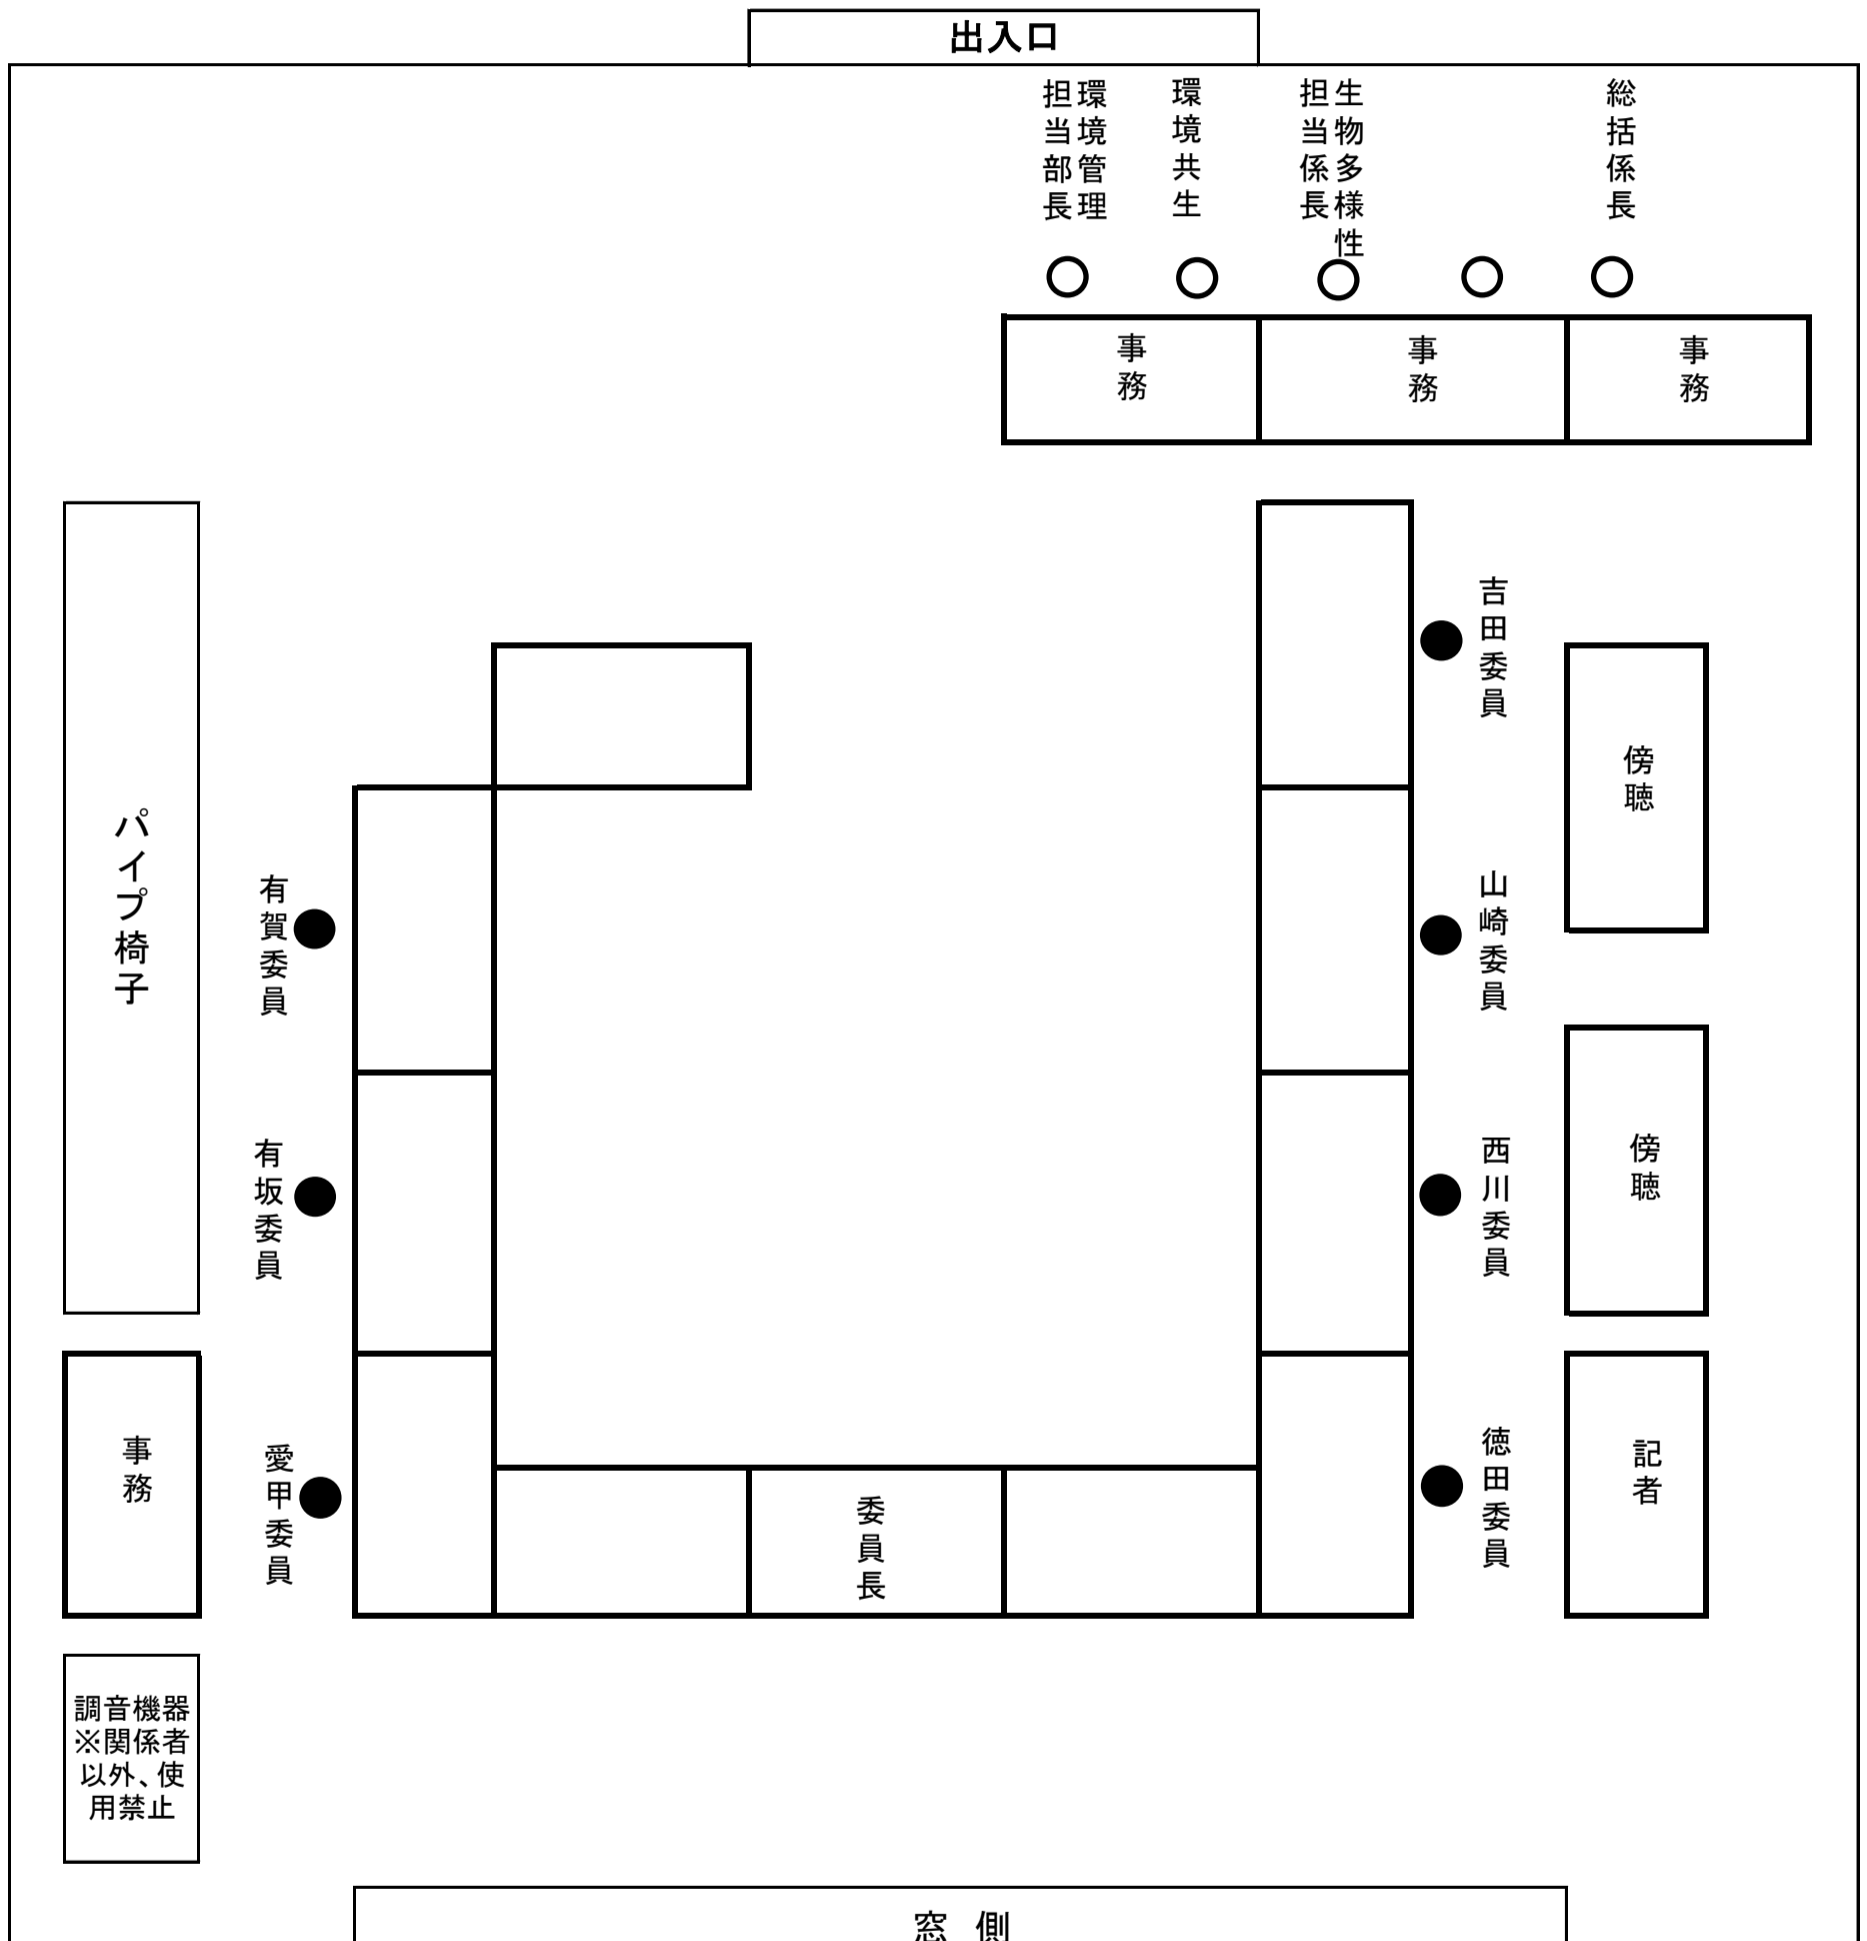 出入口
環境管理
担当部長
環境共生
生物多様性
担当係長
総括係長
事務
事務
事務
吉田委員
傍聴
パイプ椅子
有賀委員
山崎委員
有坂委員
西川委員
傍聴
事務
愛甲委員
委員長
徳田委員
記者
調音機器
※関係者
以外、使
用禁止
窓 側